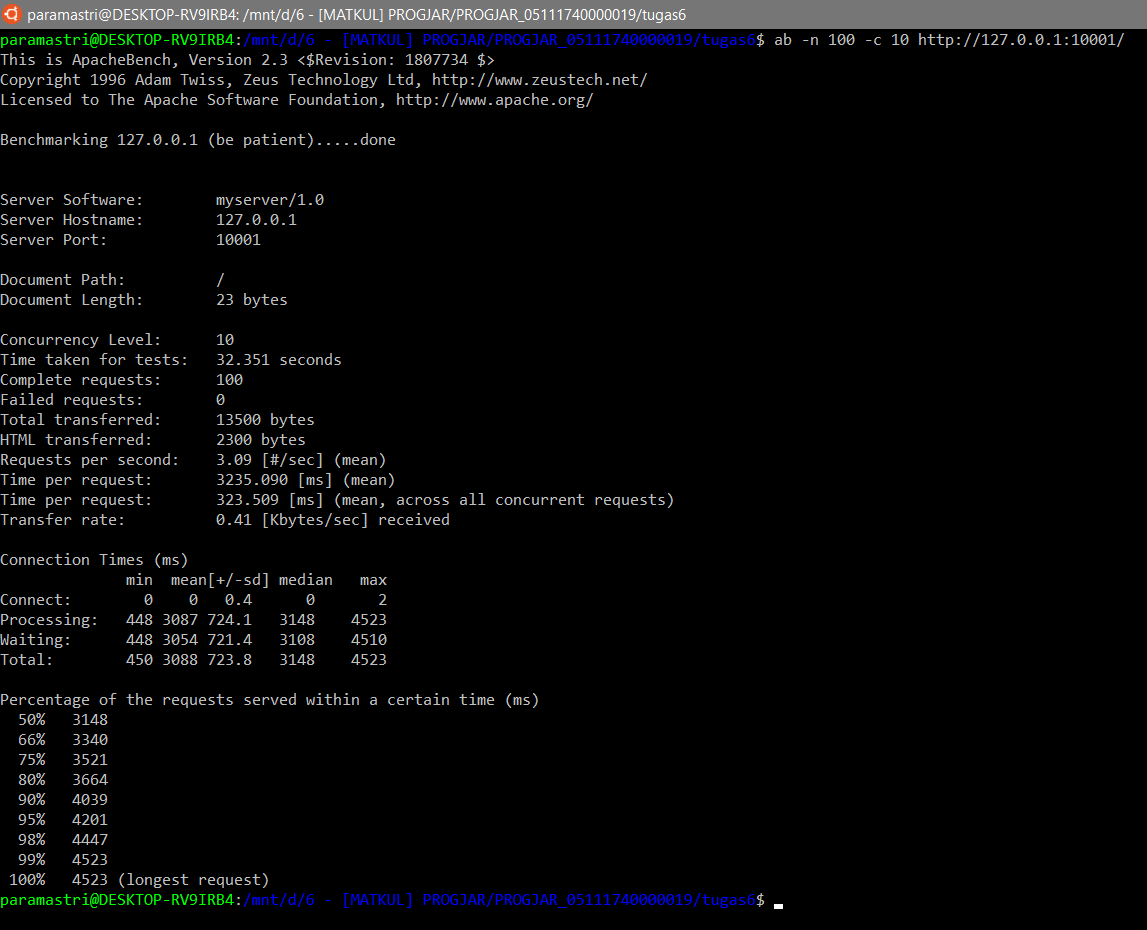 paramastri@DESKTOP-RV9IRB4: /mnt/d/6 - [MATKUL] PROGJAR/PROGJAR_05111740000019/tugas6
paramastri@DESKTOP-RV9IRB4:/mnt/d/6 - [MATKUL] PROGJAR/PROGJAR_05111740000019/tugas6$ ab -n 100 -c 10 http://127.0.0.1:10001/
This is ApacheBench, Version 2.3 <$Revision: 1807734 $>
Copyright 1996 Adam Twiss, Zeus Technology Ltd, http://www.zeustech.net/
Licensed to The Apache Software Foundation, http://www.apache.org/

Benchmarking 127.0.0.1 (be patient).....done


Server Software:        myserver/1.0
Server Hostname:        127.0.0.1
Server Port:            10001

Document Path:          /
Document Length:        23 bytes

Concurrency Level:      10
Time taken for tests:   32.351 seconds
Complete requests:      100
Failed requests:        0
Total transferred:      13500 bytes
HTML transferred:       2300 bytes
Requests per second:    3.09 [#/sec] (mean)
Time per request:       3235.090 [ms] (mean)
Time per request:       323.509 [ms] (mean, across all concurrent requests)
Transfer rate:          0.41 [Kbytes/sec] received

Connection Times (ms)
              min  mean[+/-sd] median   max
Connect:        0    0   0.4      0       2
Processing:   448 3087 724.1   3148    4523
Waiting:      448 3054 721.4   3108    4510
Total:        450 3088 723.8   3148    4523

Percentage of the requests served within a certain time (ms)
  50%   3148
  66%   3340
  75%   3521
  80%   3664
  90%   4039
  95%   4201
  98%   4447
  99%   4523
 100%   4523 (longest request)
paramastri@DESKTOP-RV9IRB4:/mnt/d/6 - [MATKUL] PROGJAR/PROGJAR_05111740000019/tugas6$